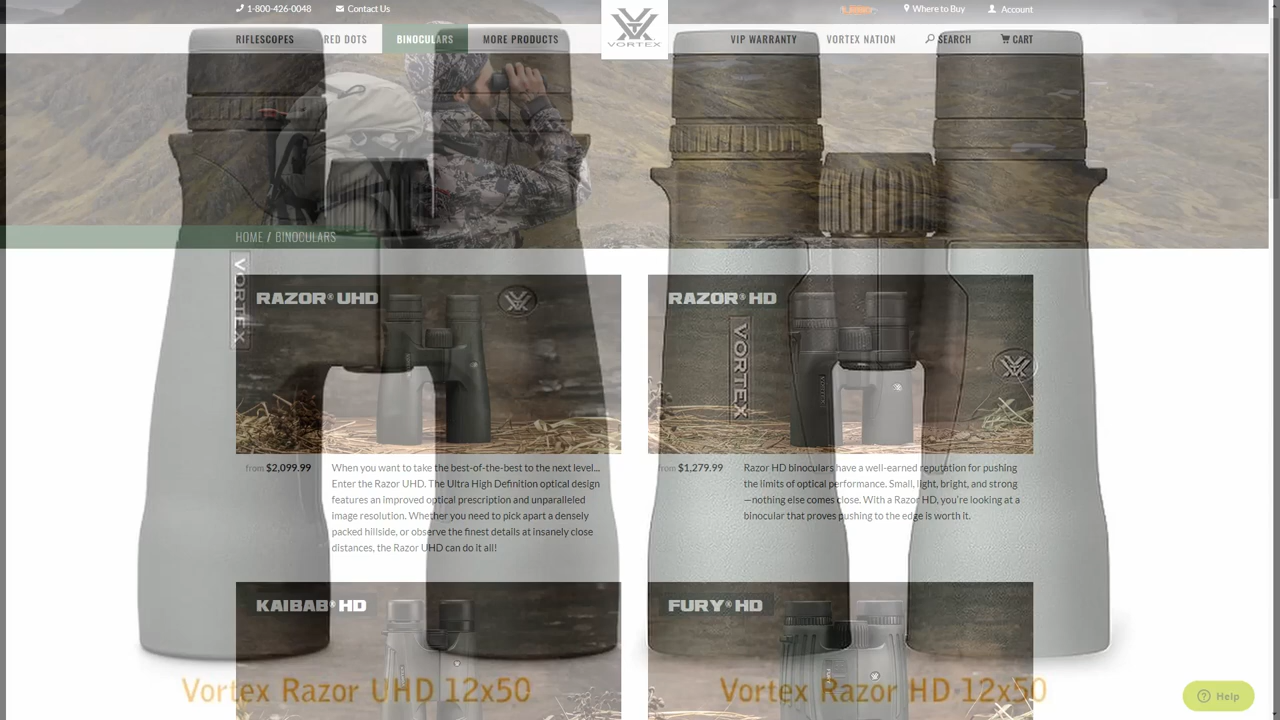 1-800-426-0048
Contact Us
Where to Buy
Account
RIFLESCOPES
RED DOTS
BINOCULARS
MORE PRODUCTS
VORTEX
VIP WARRANTY
VORTEX NATION
SEARCH
CART
HOME / BINOCULARS
VORTEX
RAZOR® UHD
RAZOR® HD
VORTEX
from $2,099.99
When you want to take the best-of-the-best to the next level...
Enter the Razor UHD. The Ultra High Definition optical design
features an improved optical prescription and unparalleled
image resolution. Whether you need to pick apart a densely
packed hillside, or observe the finest details at insanely close
distances, the Razor UHD can do it all!
from $1,279.99
Razor HD binoculars have a well-earned reputation for pushing
the limits of optical performance. Small, light, bright, and strong
—nothing else comes close. With a Razor HD, you're looking at a
binocular that proves pushing to the edge is worth it.
KAIBAB® HD
FURY® HD
Vortex Razor UHD 12x50
Vortex Razor HD 12x50
Help